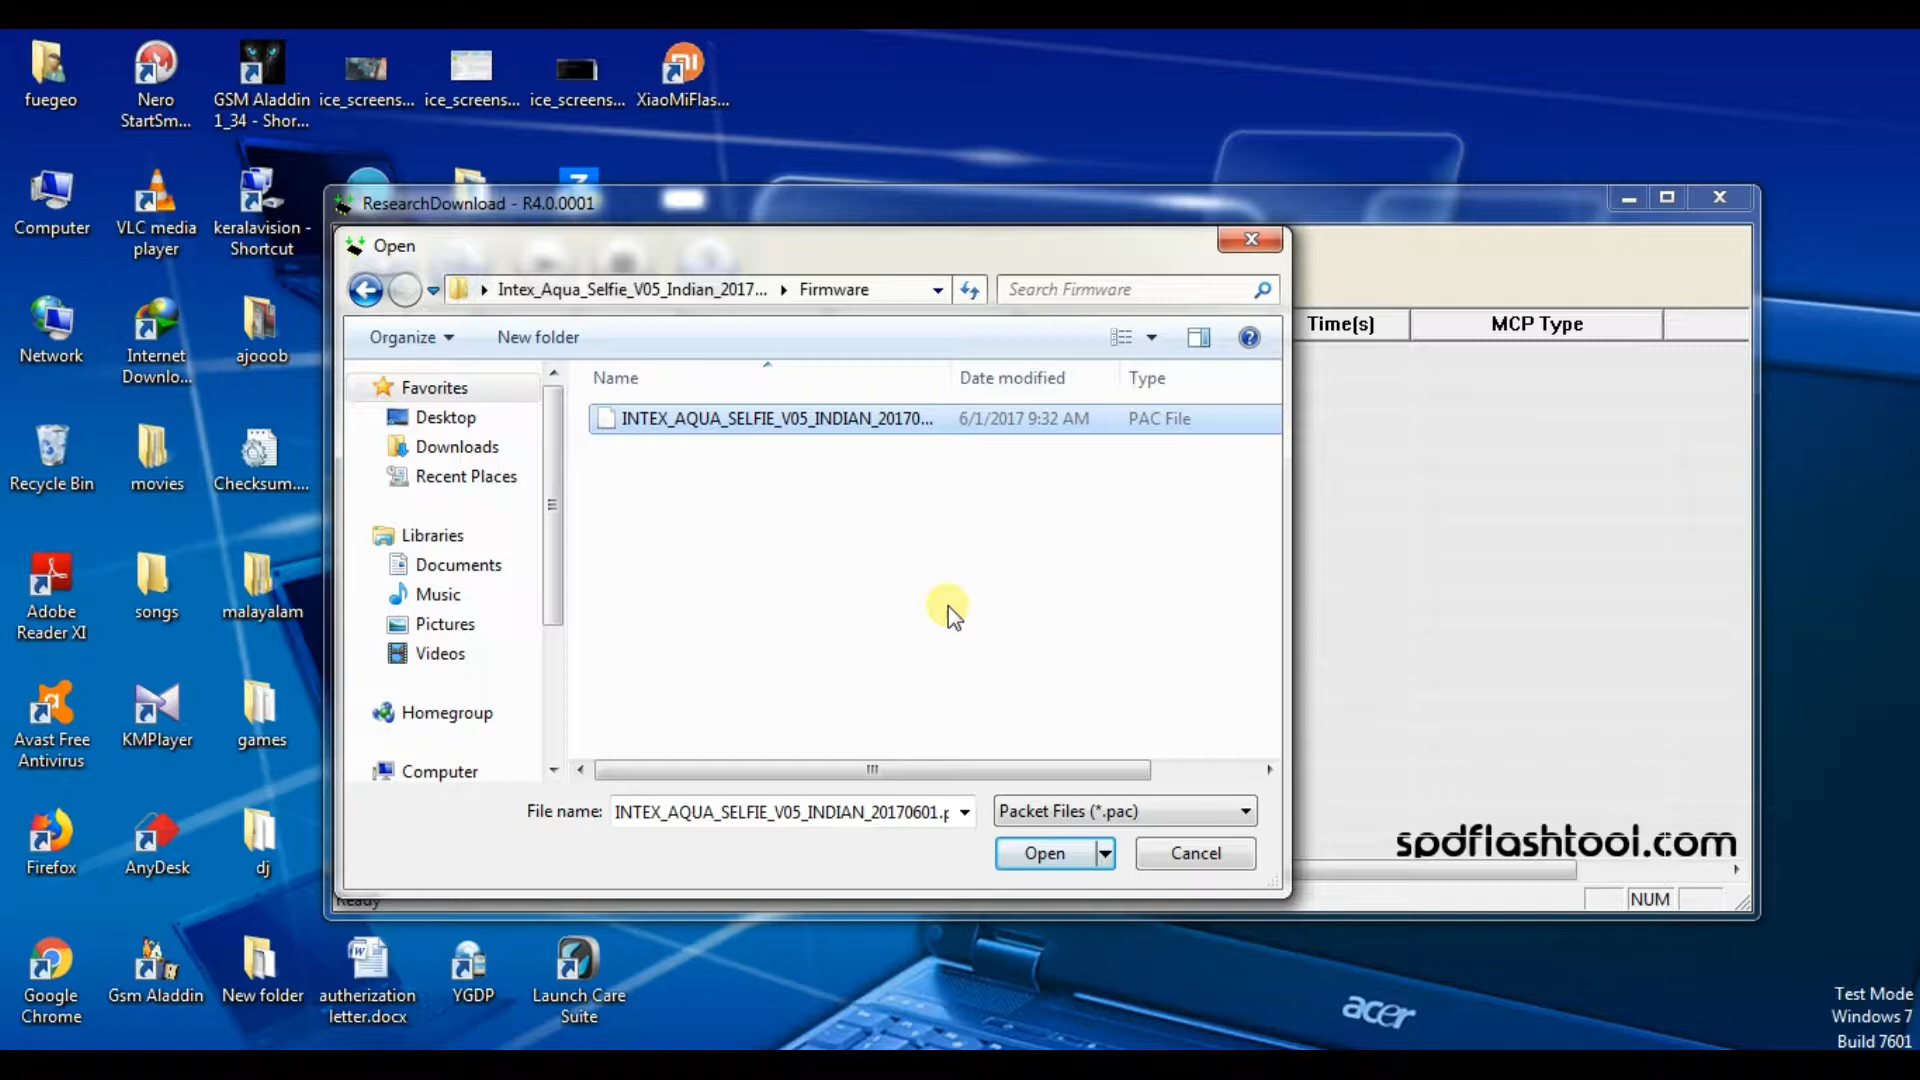 fuegeo
Nero
StartSm...
GSM Aladdin
1_34 - Shor...
ice_screens...
ice_screens...
ice_screens...
XiaoMiFlas...
Computer
VLC media
player
keralavision -
Shortcut
ResearchDownload - R4.0.0001
Open
Intex_Aqua_Selfie_V05_Indian_2017...
Firmware
Search Firmware
Organize
New folder
Time(s)
MCP Type
Name
Date modified
Type
INTEX_AQUA_SELFIE_V05_INDIAN_20170...
6/1/2017 9:32 AM
PAC File
Favorites
Desktop
Downloads
Recent Places
Libraries
Documents
Music
Pictures
Videos
Homegroup
Computer
File name:
INTEX_AQUA_SELFIE_V05_INDIAN_20170601.p
Packet Files (*.pac)
Open
Cancel
spdflashtool.com
Ready
NUM
Network
Internet
Downlo...
ajooob
Recycle Bin
movies
Checksum....
Adobe
Reader XI
songs
malayalam
Avast Free
Antivirus
KMPlayer
games
Firefox
AnyDesk
dj
Google
Chrome
Gsm Aladdin
New folder
autherization
letter.docx
YGDP
Launch Care
Suite
acer
Test Mode
Windows 7
Build 7601